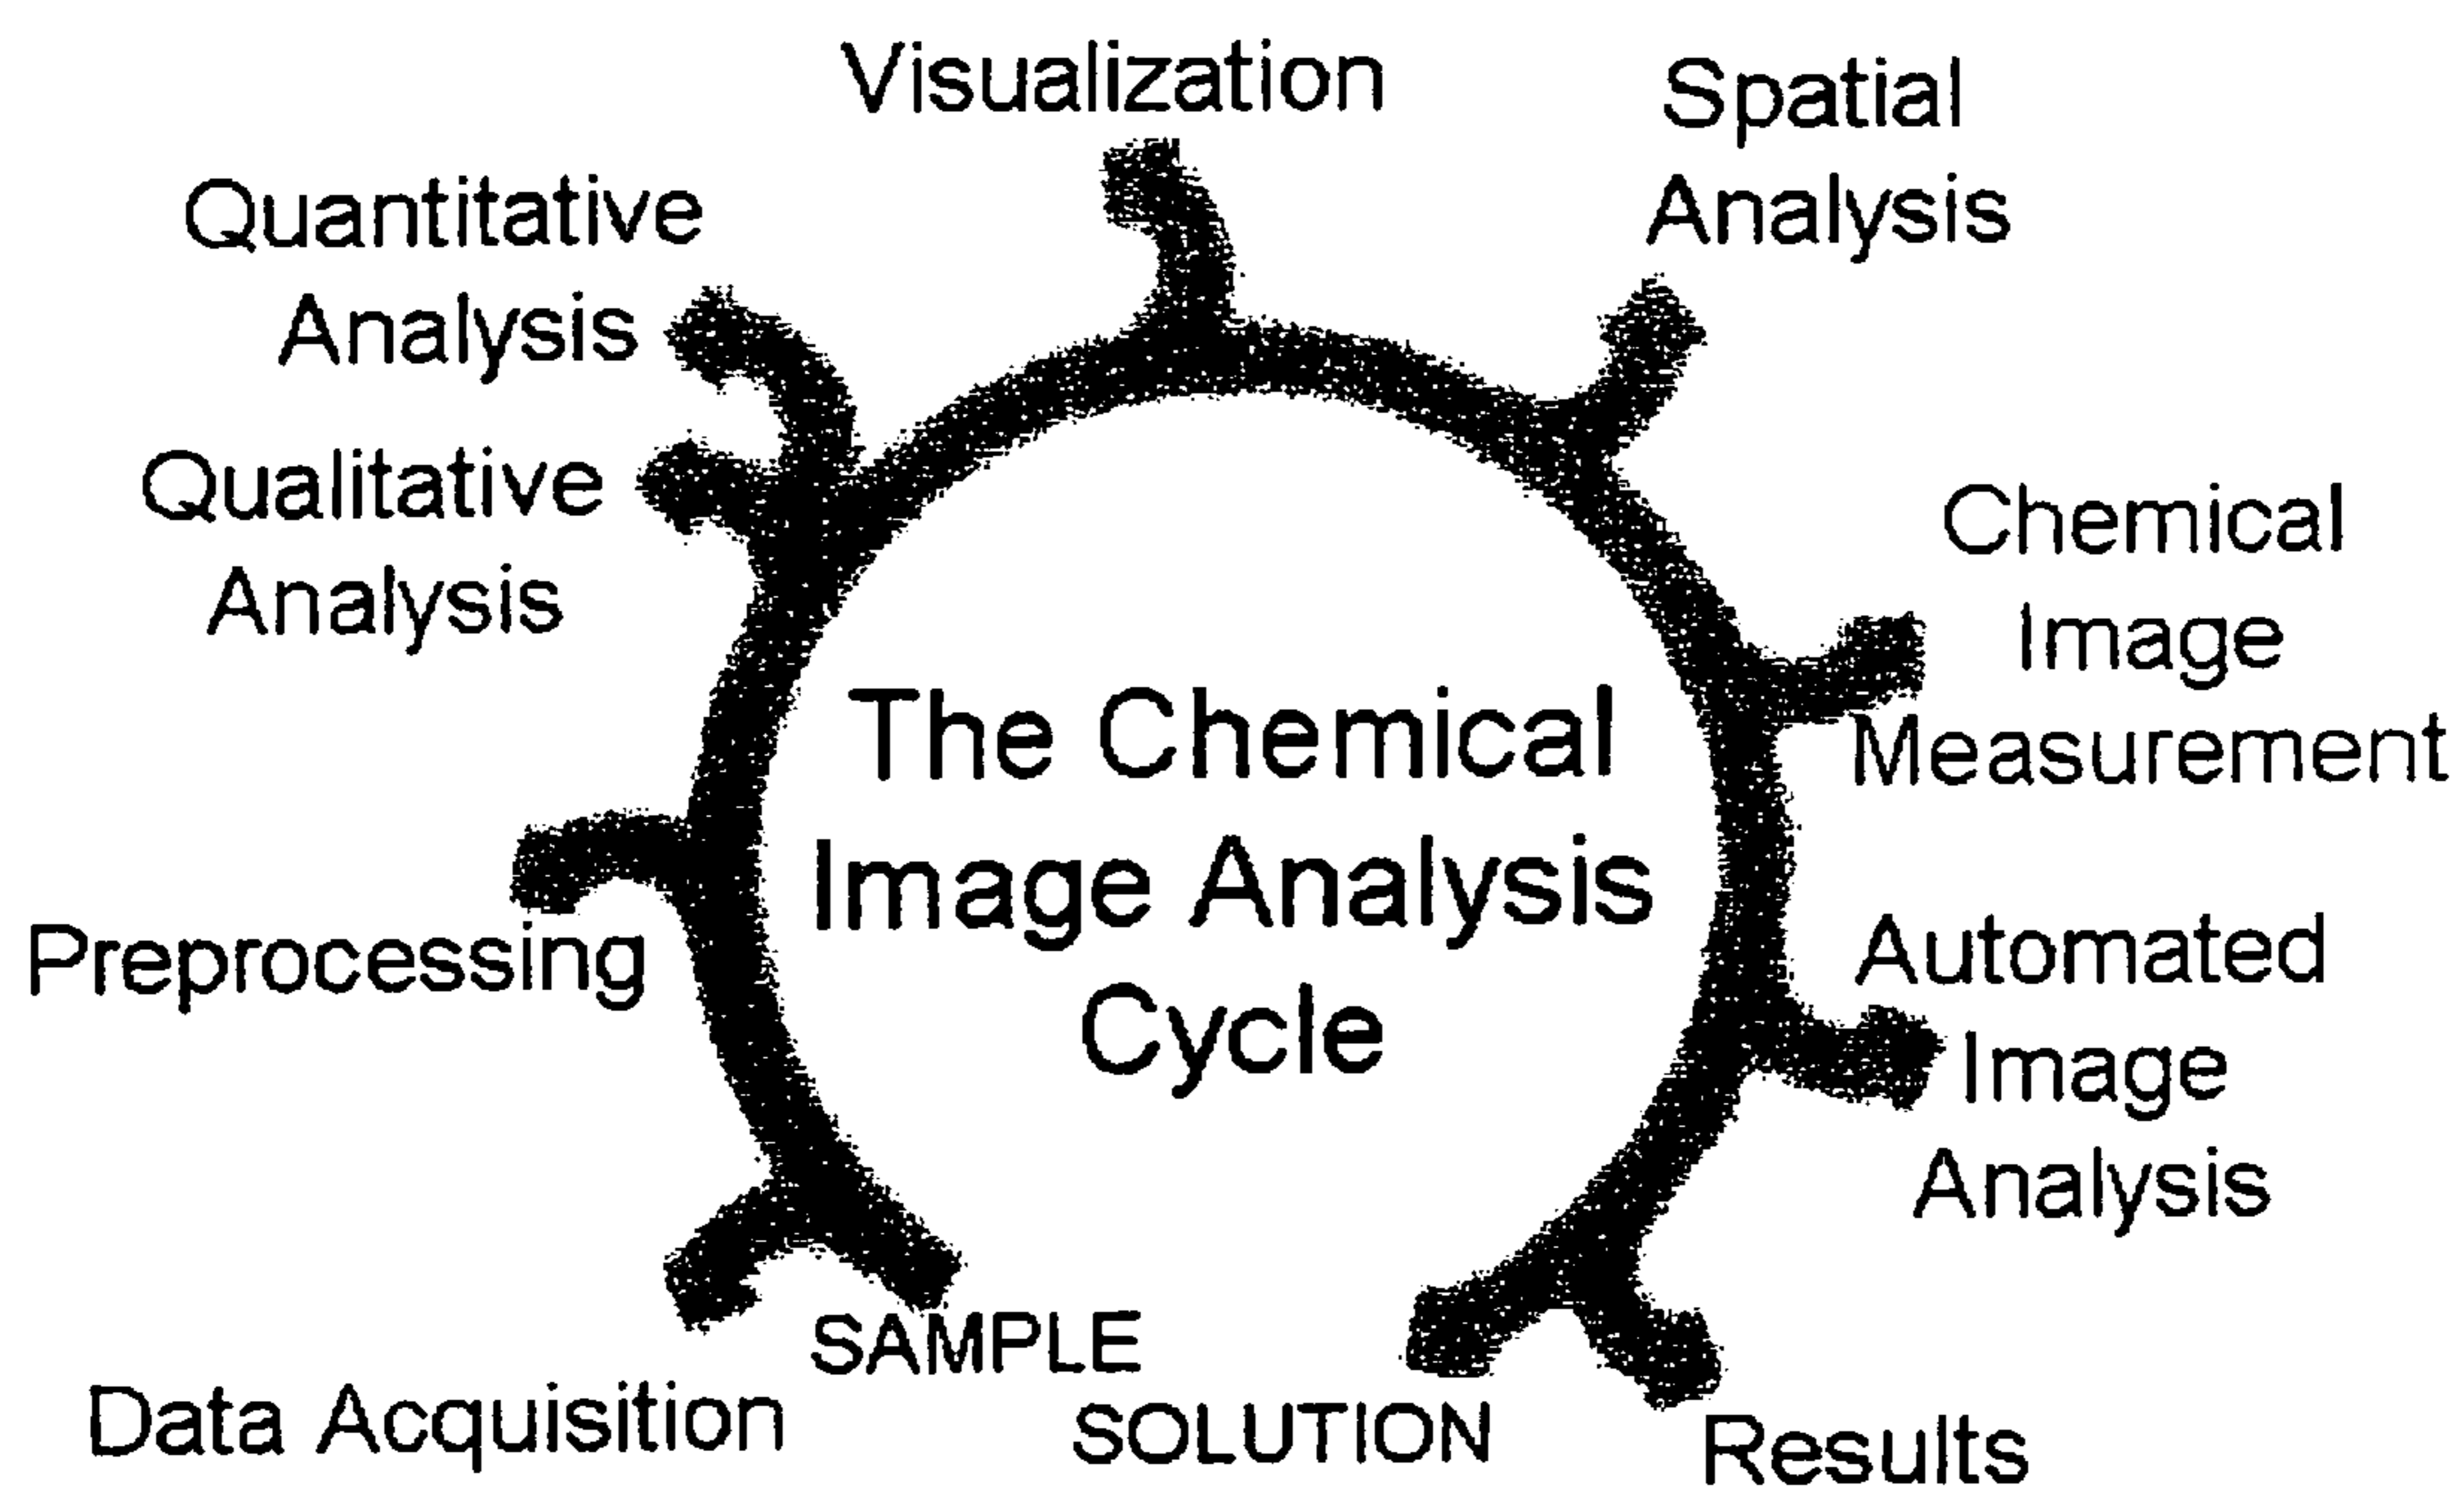 Visualization
Spatial
Analysis
Quantitative
Analysis
Qualitative
Analysis
Chemical
Image
Measurement
The Chemical
Image Analysis
Cycle
Preprocessing
Automated
Image
Analysis
SAMPLE
Data Acquisition
SOLUTION
Results